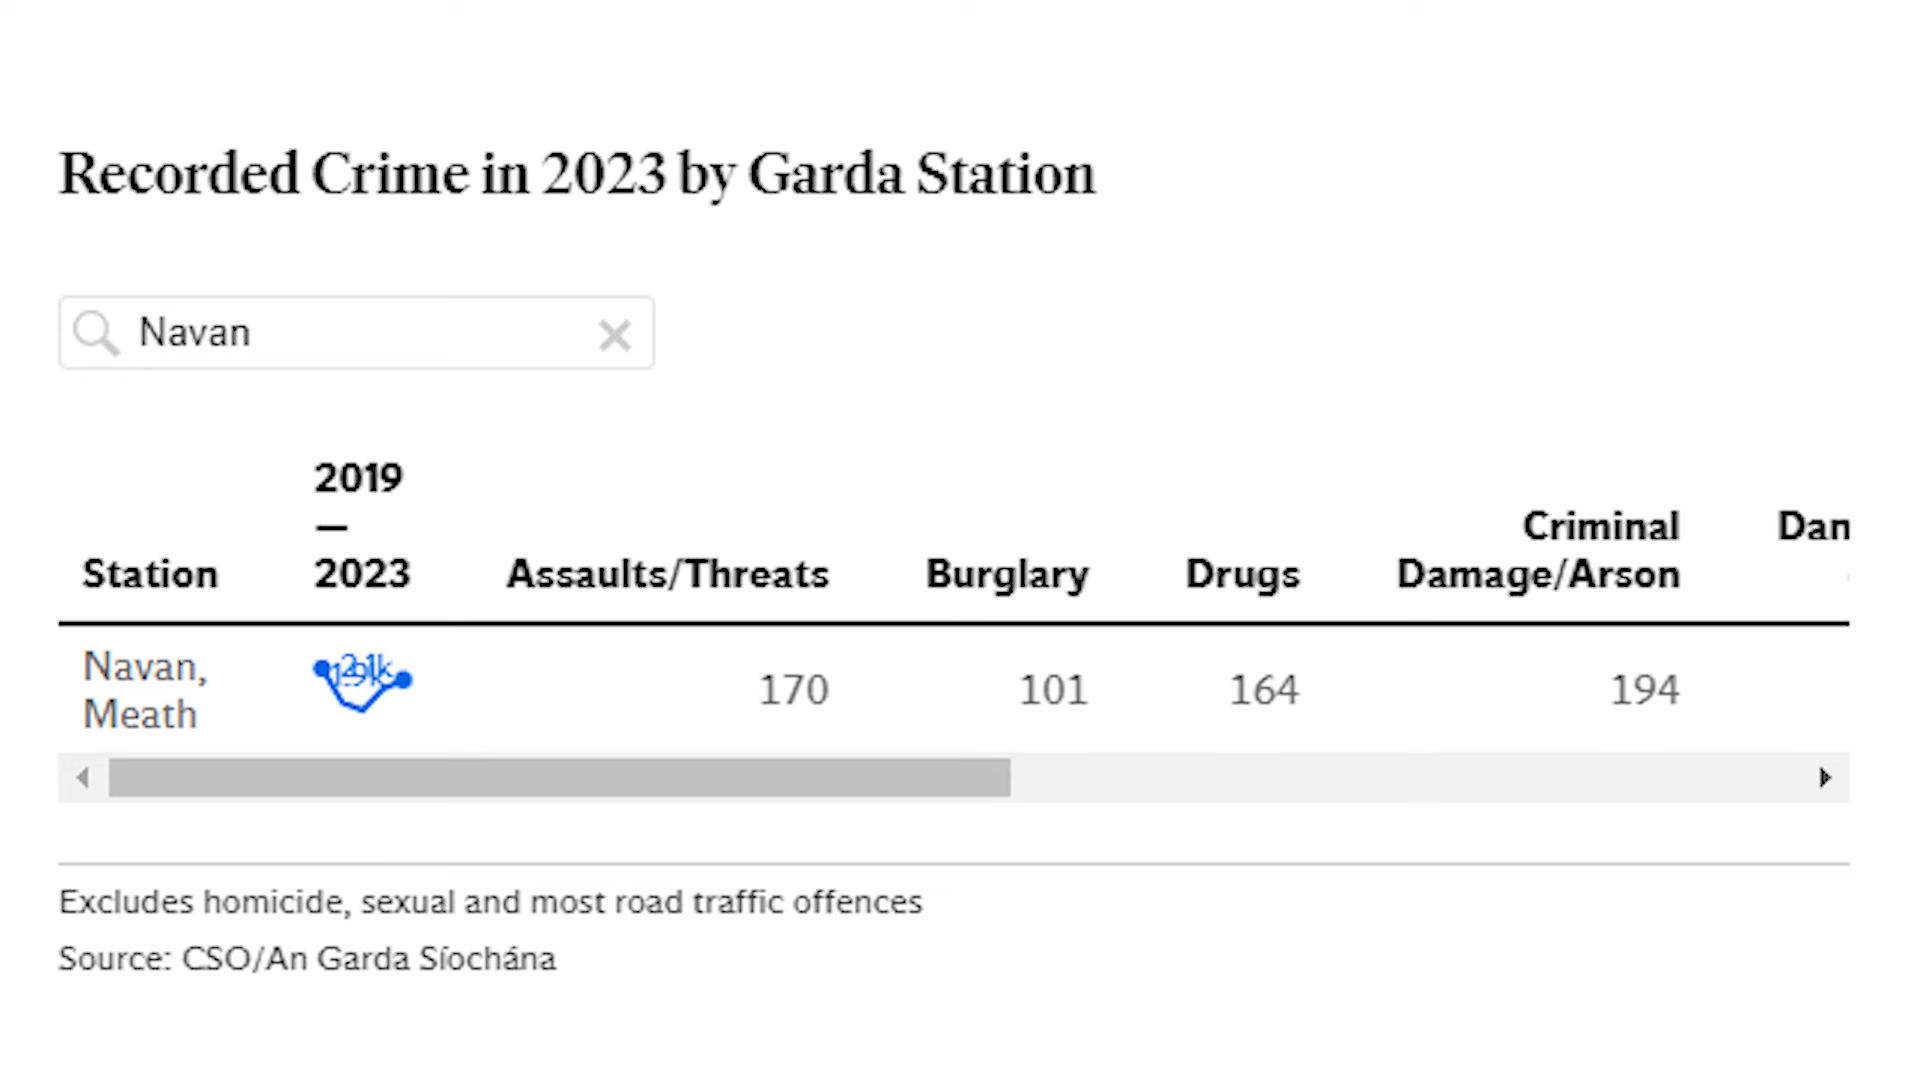 Recorded Crime in 2023 by Garda Station
Navan
Station
2019
—
2023
Assaults/Threats
Burglary
Drugs
Criminal
Damage/Arson
Dan
Navan,
Meath
170
101
164
194
Excludes homicide, sexual and most road traffic offences
Source: CSO/An Garda Síochána